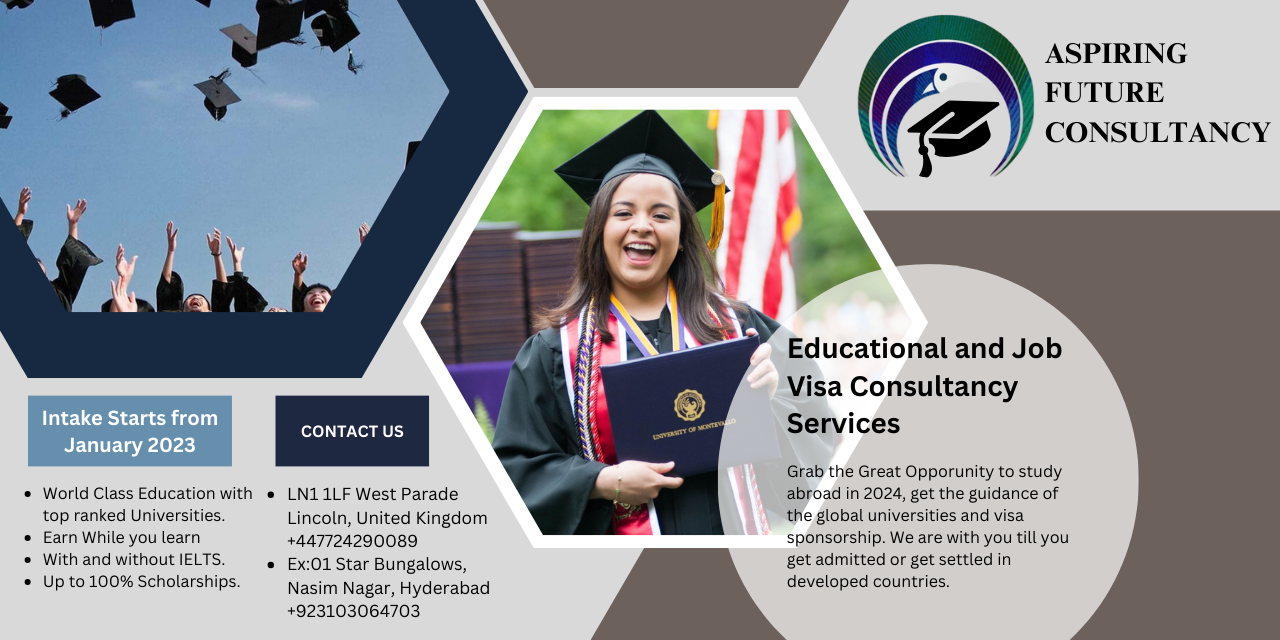 ASPIRING
FUTURE
CONSULTANCY
UNIVERSITY OF MONTEVALLO
Educational and Job
Visa Consultancy
Services
Grab the Great Opporunity to study
abroad in 2024, get the guidance of
the global universities and visa
sponsorship. We are with you till you
get admitted or get settled in
developed countries.
Intake Starts from
January 2023
• World Class Education with
top ranked Universities.
• Earn While you learn
• With and without IELTS.
• Up to 100% Scholarships.
CONTACT US
• LN1 1LF West Parade
Lincoln, United Kingdom
+447724290089
• Ex:01 Star Bungalows,
Nasim Nagar, Hyderabad
+923103064703